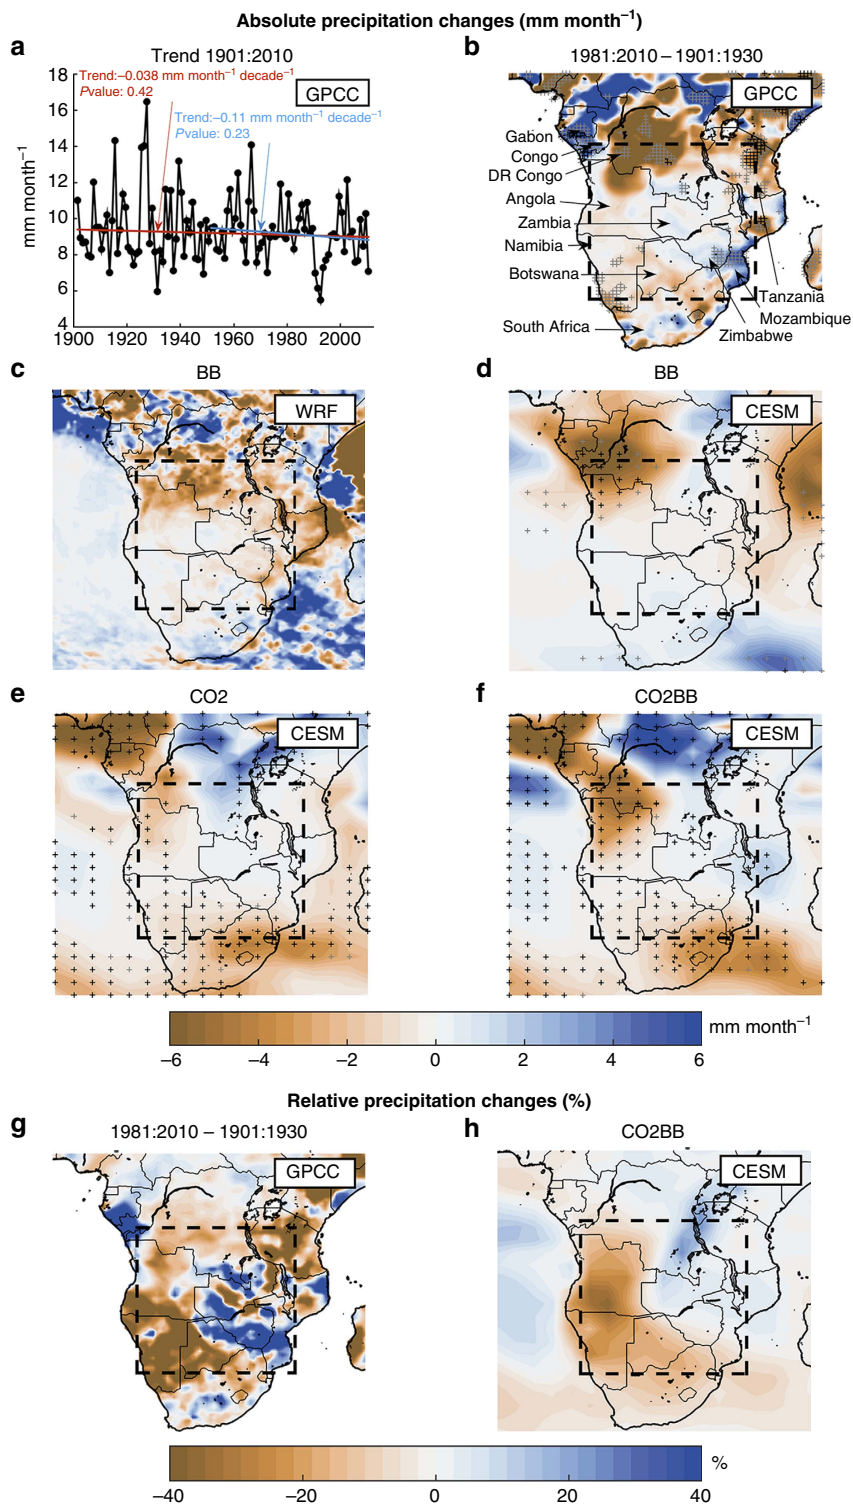 Absolute precipitation changes (mm month⁻¹)
a
Trend 1901:2010
Trend:–0.038 mm month⁻¹ decade⁻¹
Pvalue: 0.42
GPCC
Trend:–0.11 mm month⁻¹ decade⁻¹
Pvalue: 0.23
mm month⁻¹
18
16
14
12
10
8
6
4
1900 1920 1940 1960 1980 2000
b
1981:2010 – 1901:1930
GPCC
Gabon
Congo
DR Congo
Angola
Zambia
Namibia
Botswana
South Africa
Tanzania
Mozambique
Zimbabwe
c
BB
WRF
d
BB
CESM
e
CO2
CESM
f
CO2BB
CESM
–6 –4 –2 0 2 4 6
mm month⁻¹
Relative precipitation changes (%)
g
1981:2010 – 1901:1930
GPCC
h
CO2BB
CESM
–40 –20 0 20 40
%